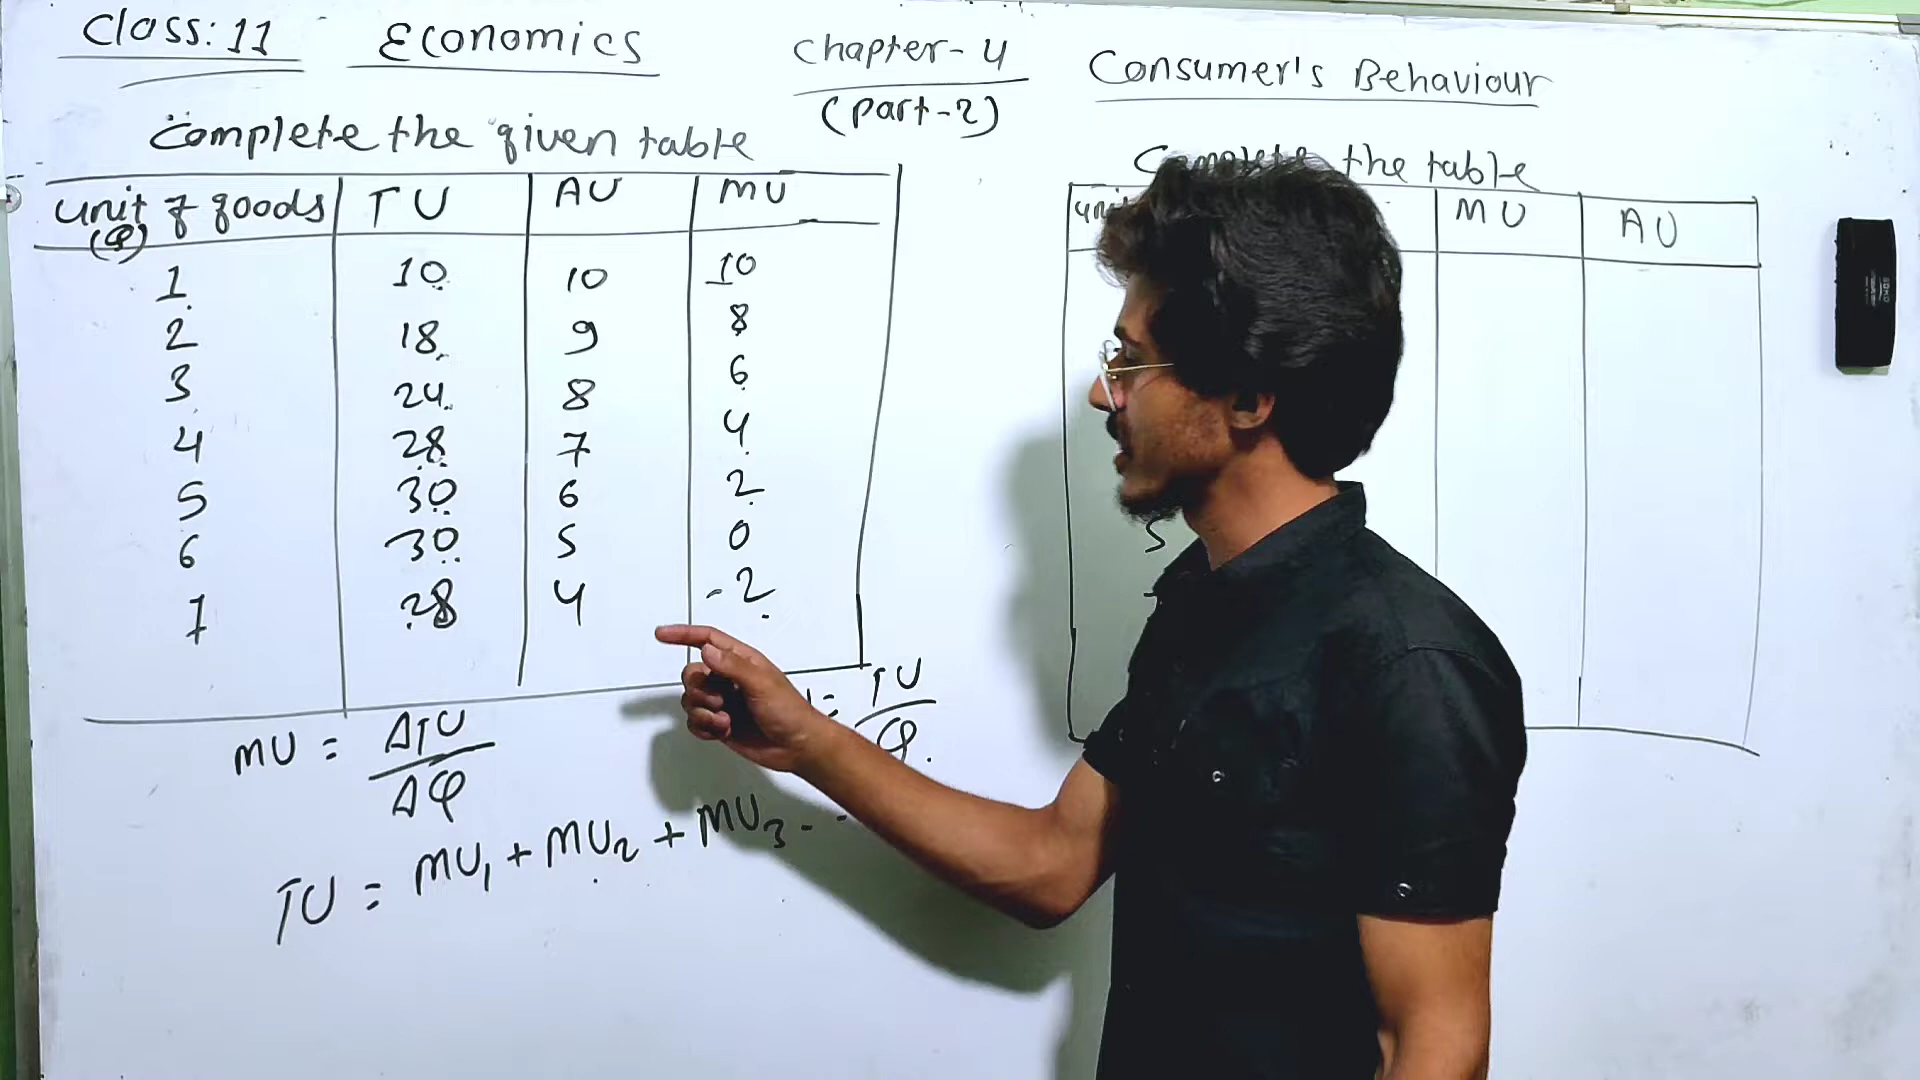 Class: 11 Economics Chapter-4 Consumer's Behaviour
(part-2)
Complete the given table
unit of goods TU AU MU
(Q)
1 10 10 10
2 18 9 8
3 24 8 6
4 28 7 4
5 30 6 2
6 30 5 0
7 28 4 -2
MU = ΔTU
ΔQ
= TU
Q
TU = MU1 + MU2 + MU3 - -
Complete the table
MU AU
5